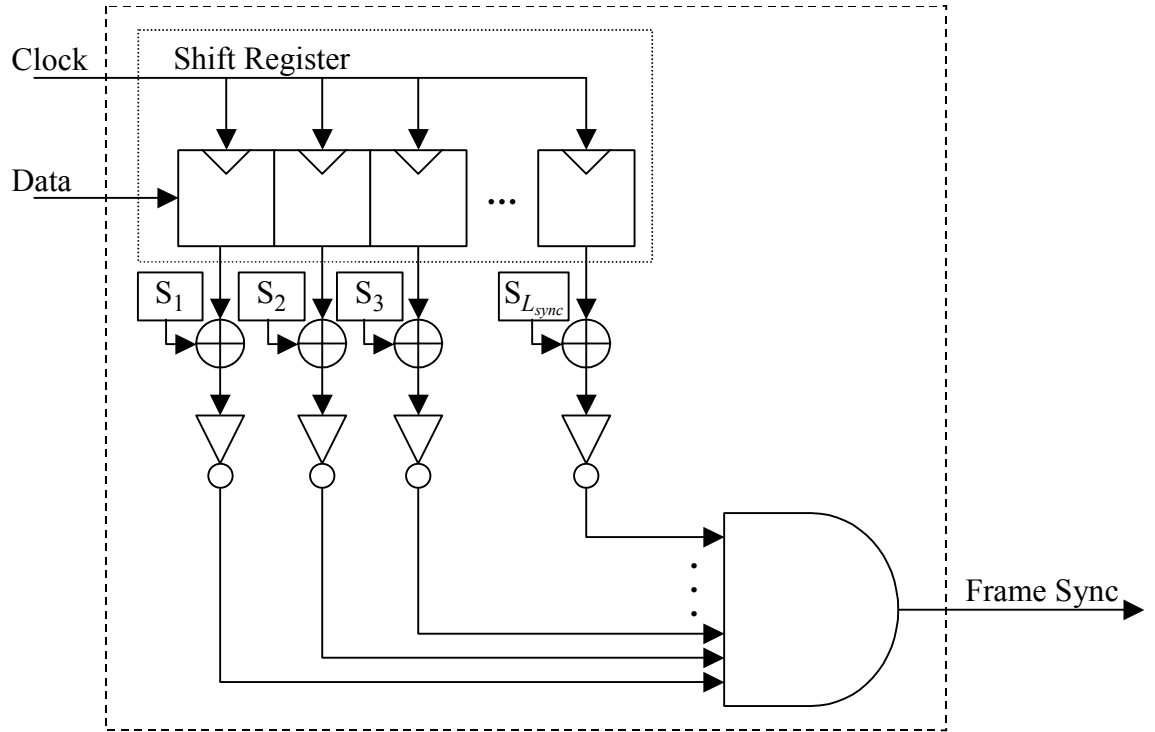 Clock
Shift Register
Data
...
S1
S2
S3
SLsync
Frame Sync